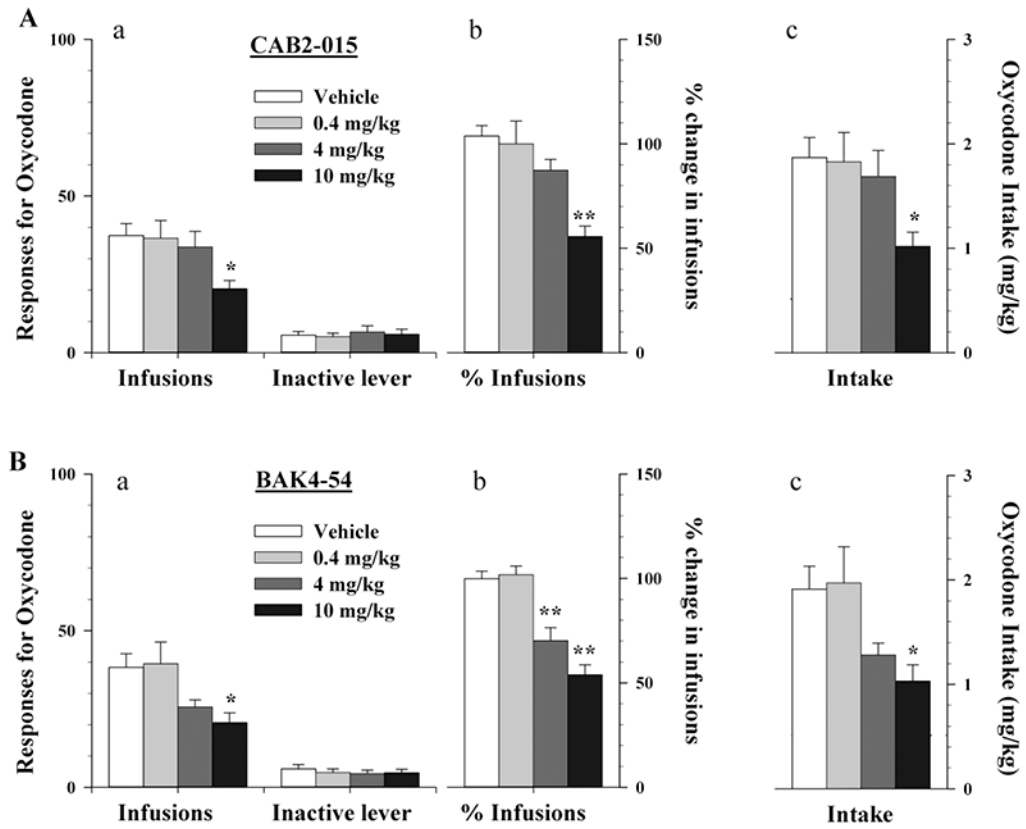 A
a
CAB2-015
b
c
Vehicle
0.4 mg/kg
4 mg/kg
10 mg/kg
Responses for Oxycodone
100
50
0
*
Infusions
Inactive lever
**
% Infusions
150
100
50
0
% change in infusions
*
Intake
3
2
1
0
Oxycodone Intake (mg/kg)
B
a
BAK4-54
b
c
Vehicle
0.4 mg/kg
4 mg/kg
10 mg/kg
Responses for Oxycodone
100
50
0
*
Infusions
Inactive lever
**
**
% Infusions
150
100
50
0
% change in infusions
*
Intake
3
2
1
0
Oxycodone Intake (mg/kg)